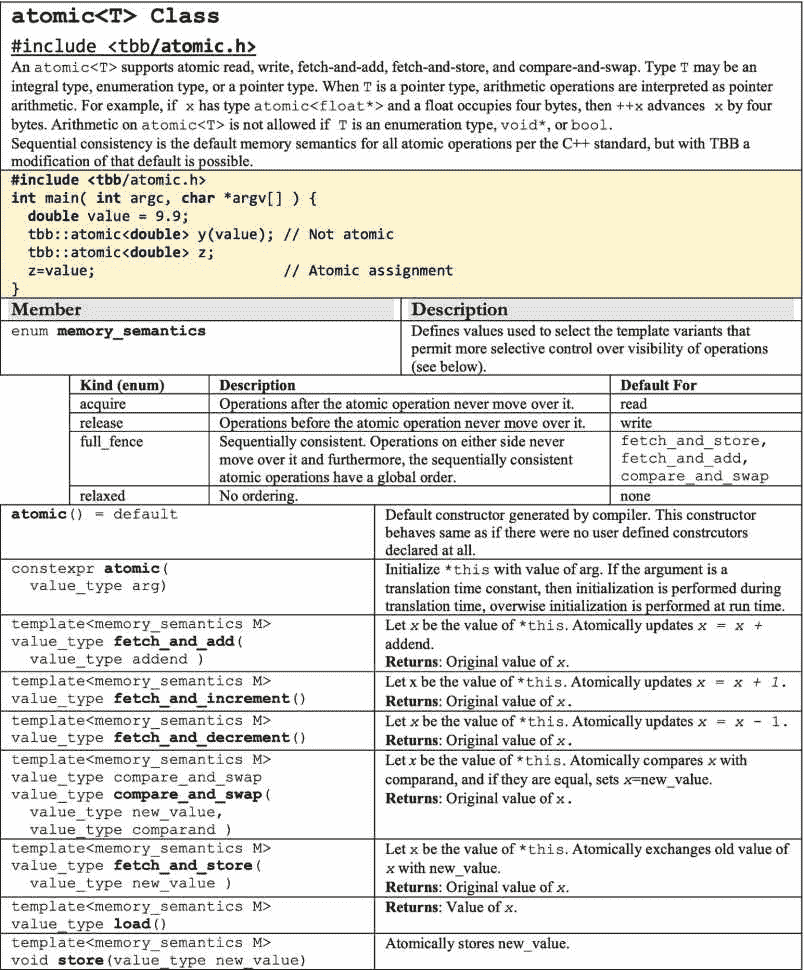 atomic<T> Class
#include <tbb/atomic.h>
An atomic<T> supports atomic read, write, fetch-and-add, fetch-and-store, and compare-and-swap. Type T may be an
integral type, enumeration type, or a pointer type. When T is a pointer type, arithmetic operations are interpreted as pointer
arithmetic. For example, if x has type atomic<float*> and a float occupies four bytes, then ++x advances x by four
bytes. Arithmetic on atomic<T> is not allowed if T is an enumeration type, void*, or bool.
Sequential consistency is the default memory semantics for all atomic operations per the C++ standard, but with TBB a
modification of that default is possible.
#include <tbb/atomic.h>
int main( int argc, char *argv[] ) {
double value = 9.9;
tbb::atomic<double> y(value); // Not atomic
tbb::atomic<double> z;
z=value; // Atomic assignment
}
Member Description
enum memory_semantics Defines values used to select the template variants that
permit more selective control over visibility of operations
(see below).
Kind (enum) Description Default For
acquire Operations after the atomic operation never move over it. read
release Operations before the atomic operation never move over it. write
full_fence Sequentially consistent. Operations on either side never fetch_and_store,
move over it and furthermore, the sequentially consistent fetch_and_add,
atomic operations have a global order. compare_and_swap
relaxed No ordering. none
atomic() = default Default constructor generated by compiler. This constructor
behaves same as if there were no user defined constrcutors
declared at all.
constexpr atomic( Initialize *this with value of arg. If the argument is a
value_type arg) translation time constant, then initialization is performed during
translation time, overwise initialization is performed at run time.
template<memory_semantics M> Let x be the value of *this. Atomically updates x = x +
value_type fetch_and_add( addend.
value_type addend ) Returns: Original value of x.
template<memory_semantics M> Let x be the value of *this. Atomically updates x = x + 1.
value_type fetch_and_increment() Returns: Original value of x.
template<memory_semantics M> Let x be the value of *this. Atomically updates x = x - 1.
value_type fetch_and_decrement() Returns: Original value of x.
template<memory_semantics M> Let x be the value of *this. Atomically compares x with
value_type compare_and_swap comparand, and if they are equal, sets x=new_value.
value_type compare_and_swap( Returns: Original value of x.
value_type new_value,
value_type comparand )
template<memory_semantics M> Let x be the value of *this. Atomically exchanges old value of
value_type fetch_and_store( x with new_value.
value_type new_value ) Returns: Original value of x.
template<memory_semantics M> Returns: Value of x.
value_type load()
template<memory_semantics M> Atomically stores new_value.
void store(value_type new_value)